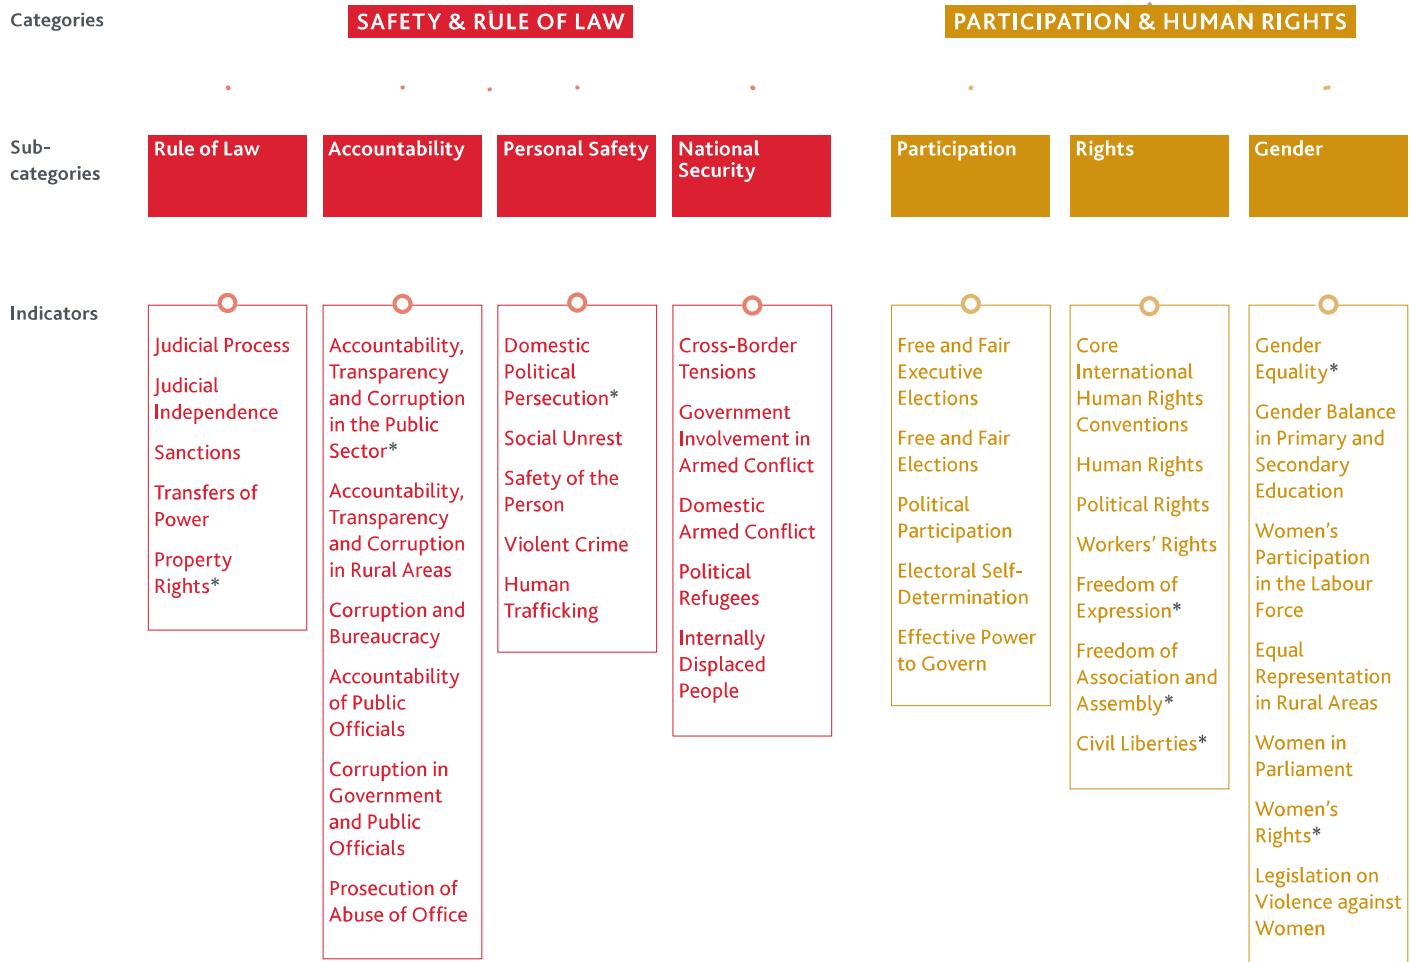 Categories
SAFETY & RULE OF LAW
PARTICIPATION & HUMAN RIGHTS
Sub-
categories
Rule of Law
Accountability
Personal Safety
National
Security
Participation
Rights
Gender
Indicators
Judicial Process
Judicial
Independence
Sanctions
Transfers of
Power
Property
Rights*
Accountability,
Transparency
and Corruption
in the Public
Sector*
Accountability,
Transparency
and Corruption
in Rural Areas
Corruption and
Bureaucracy
Accountability
of Public
Officials
Corruption in
Government
and Public
Officials
Prosecution of
Abuse of Office
Domestic
Political
Persecution*
Social Unrest
Safety of the
Person
Violent Crime
Human
Trafficking
Cross-Border
Tensions
Government
Involvement in
Armed Conflict
Domestic
Armed Conflict
Political
Refugees
Internally
Displaced
People
Free and Fair
Executive
Elections
Free and Fair
Elections
Political
Participation
Electoral Self-
Determination
Effective Power
to Govern
Core
International
Human Rights
Conventions
Human Rights
Political Rights
Workers’ Rights
Freedom of
Expression*
Freedom of
Association and
Assembly*
Civil Liberties*
Gender
Equality*
Gender Balance
in Primary and
Secondary
Education
Women’s
Participation
in the Labour
Force
Equal
Representation
in Rural Areas
Women in
Parliament
Women’s
Rights*
Legislation on
Violence against
Women